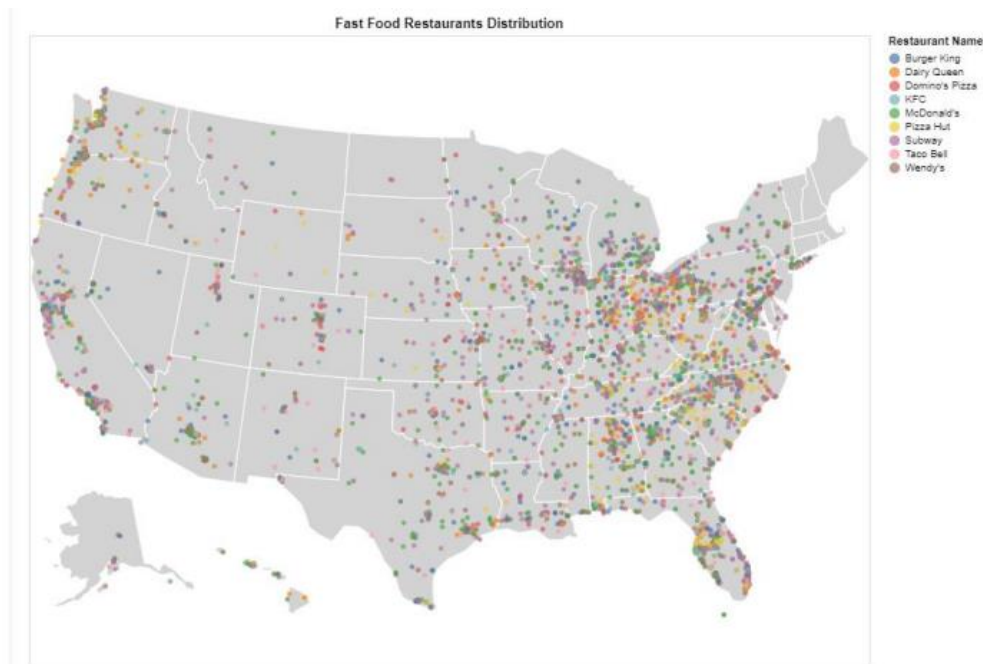 Fast Food Restaurants Distribution
Restaurant Name
Burger King
Dairy Queen
Domino's Pizza
KFC
McDonald's
Pizza Hut
Subway
Taco Bell
Wendy's